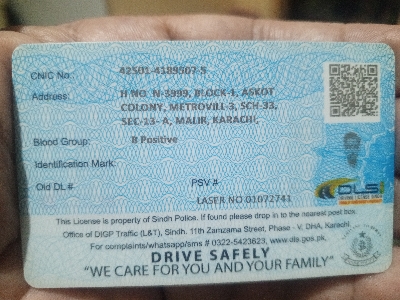 CNIC No. 42501-4189507-5
Address: H NO. N-3999, BLOCK-1, ASKOT
COLONY, METROVILL-3, SCH-33,
SEC-13- A, MALIR, KARACHI,
Blood Group: B Positive
Identification Mark:
Old DL # PSV #
LASER NO 01072741
DLS
This License is property of Sindh Police. If found please drop in to the nearest post box
Office of DIGP Traffic (L&T), Sindh. 11th Zamzama Street, Phase - V. DHA, Karachi.
For complaints/whatsapp/sms # 0322-5423623, www.dls.gos.pk
DRIVE SAFELY
"WE CARE FOR YOU AND YOUR FAMILY"